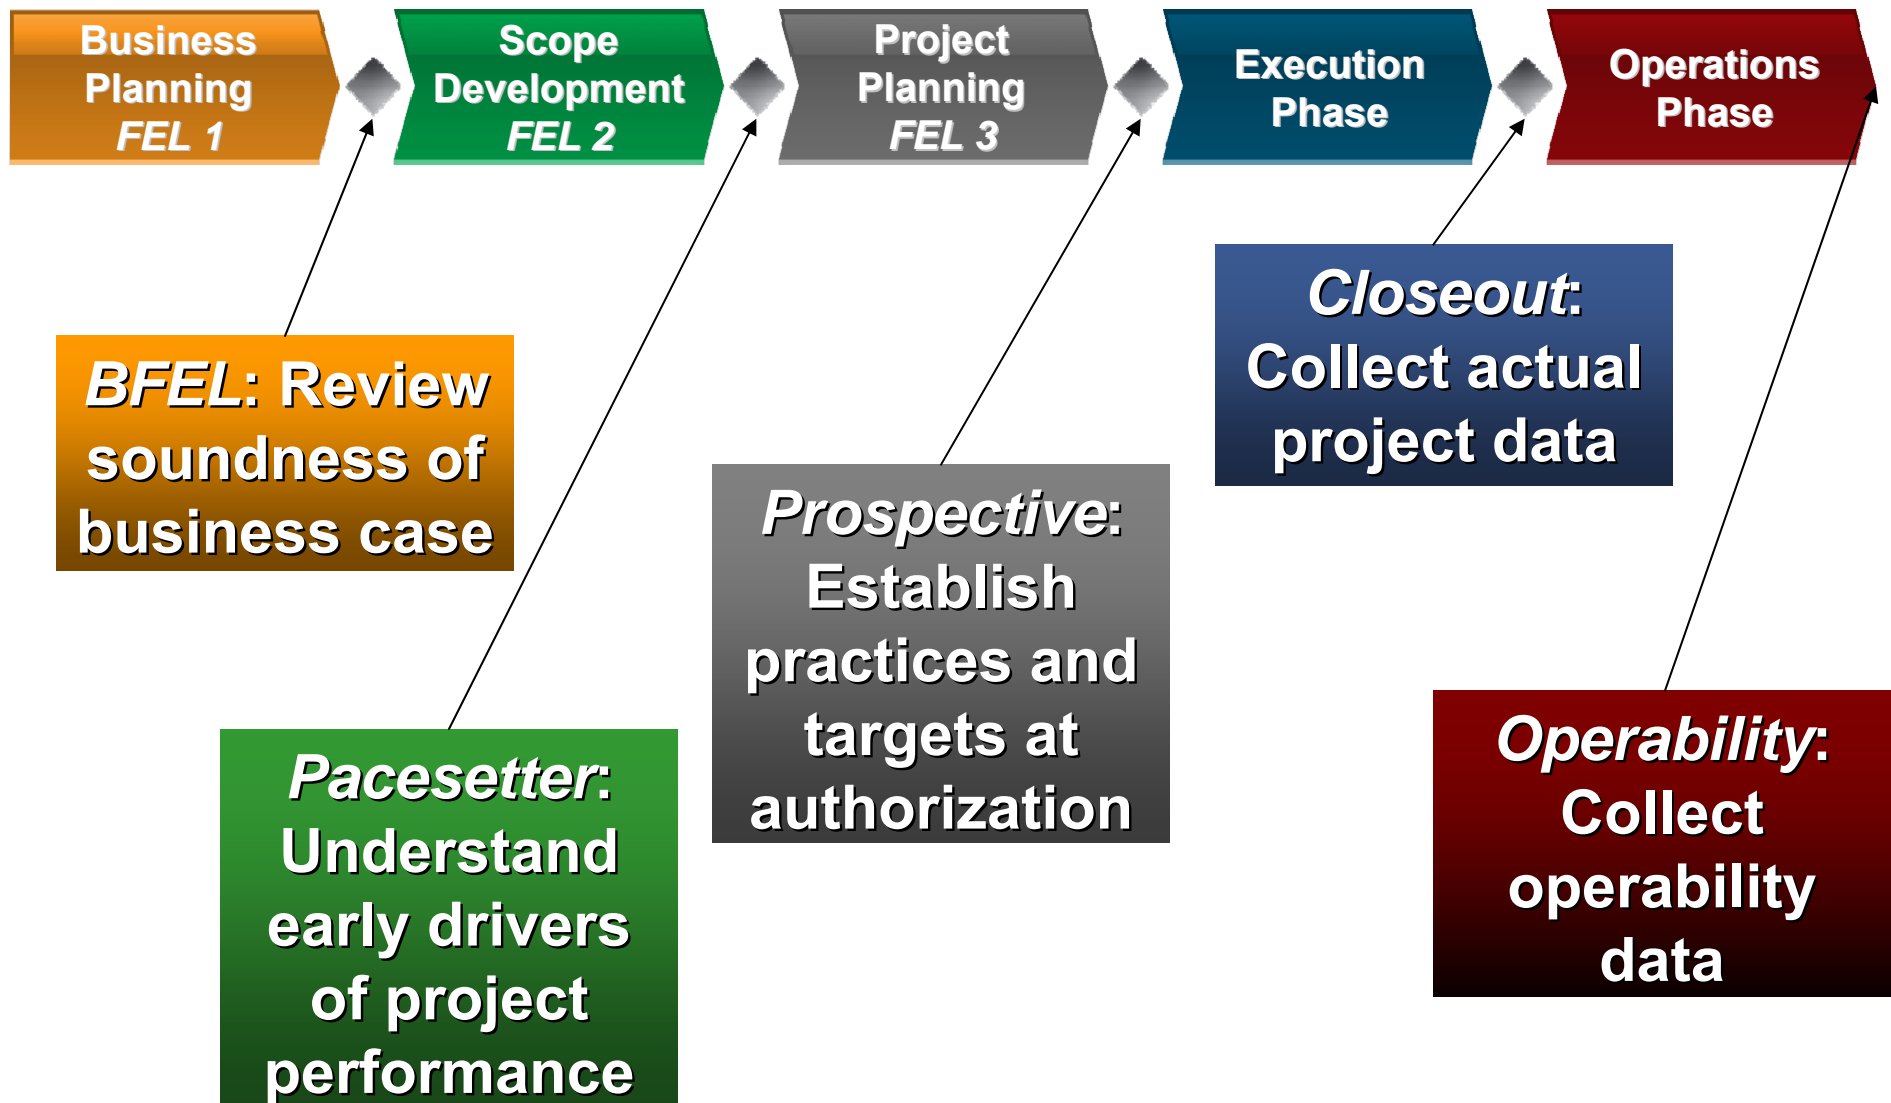 Business
Planning
FEL 1
Scope
Development
FEL 2
Project
Planning
FEL 3
Execution
Phase
Operations
Phase
BFEL: Review
soundness of
business case
Pacesetter:
Understand
early drivers
of project
performance
Prospective:
Establish
practices and
targets at
authorization
Closeout:
Collect actual
project data
Operability:
Collect
operability
data